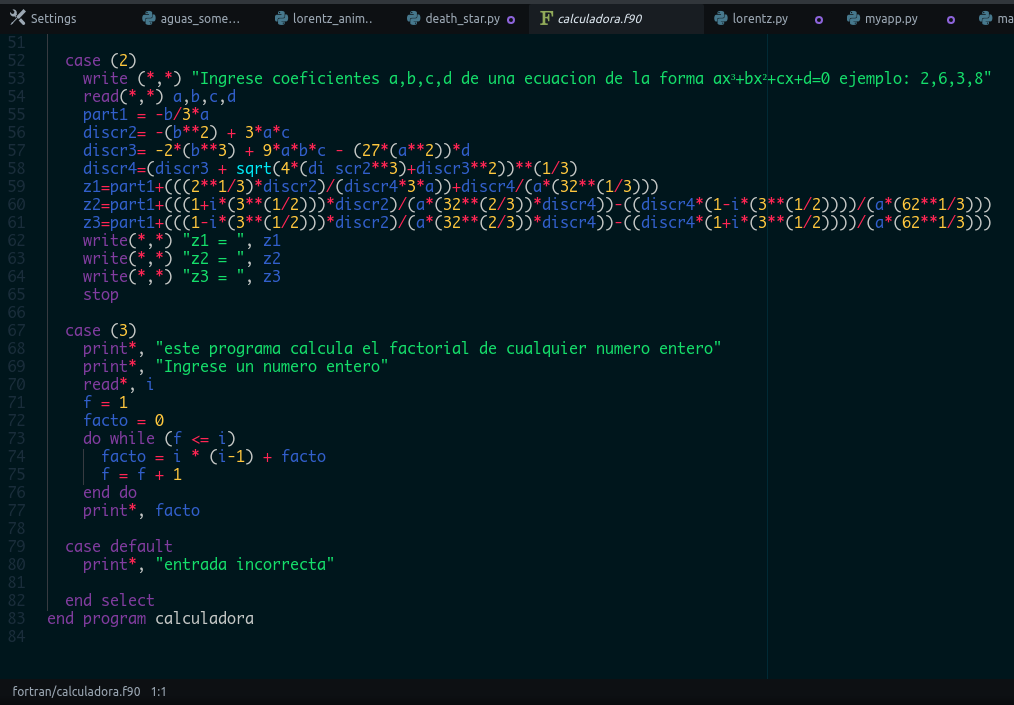 Settings aguas_some... lorentz_anim.. death_star.py calculadora.f90 lorentz.py myapp.py ma
51
52 case (2)
53 write (*,*) "Ingrese coeficientes a,b,c,d de una ecuacion de la forma ax³+bx²+cx+d=0 ejemplo: 2,6,3,8"
54 read(*,*) a,b,c,d
55 part1 = -b/3*a
56 discr2= -(b**2) + 3*a*c
57 discr3= -2*(b**3) + 9*a*b*c - (27*(a**2))*d
58 discr4=(discr3 + sqrt(4*(di scr2**3)+discr3**2))**(1/3)
59 z1=part1+(((2**1/3)*discr2)/(discr4*3*a))+discr4/(a*(32**(1/3)))
60 z2=part1+(((1+i*(3**(1/2)))*discr2)/(a*(32**(2/3))*discr4))-((discr4*(1-i*(3**(1/2))))/(a*(62**1/3)))
61 z3=part1+(((1-i*(3**(1/2)))*discr2)/(a*(32**(2/3))*discr4))-((discr4*(1+i*(3**(1/2))))/(a*(62**1/3)))
62 write(*,*) "z1 = ", z1
63 write(*,*) "z2 = ", z2
64 write(*,*) "z3 = ", z3
65 stop
66
67 case (3)
68 print*, "este programa calcula el factorial de cualquier numero entero"
69 print*, "Ingrese un numero entero"
70 read*, i
71 f = 1
72 facto = 0
73 do while (f <= i)
74 facto = i * (i-1) + facto
75 f = f + 1
76 end do
77 print*, facto
78
79 case default
80 print*, "entrada incorrecta"
81
82 end select
83 end program calculadora
84
fortran/calculadora.f90 1:1